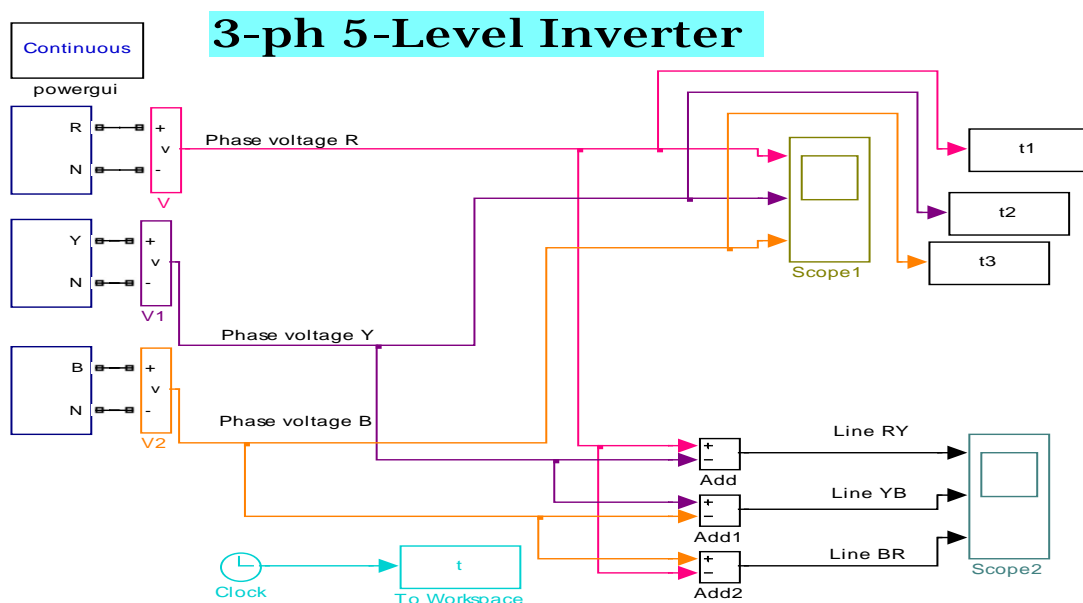 3-ph 5-Level Inverter
Continuous
powergui
R
N
+
v
-
V
Phase voltage R
t1
Y
N
+
v
-
V1
t2
t3
Scope1
Phase voltage Y
B
N
+
v
-
V2
Phase voltage B
+
-
Add
Line RY
+
-
Add1
Line YB
+
-
Add2
Line BR
Scope2
Clock
t
To Workspace